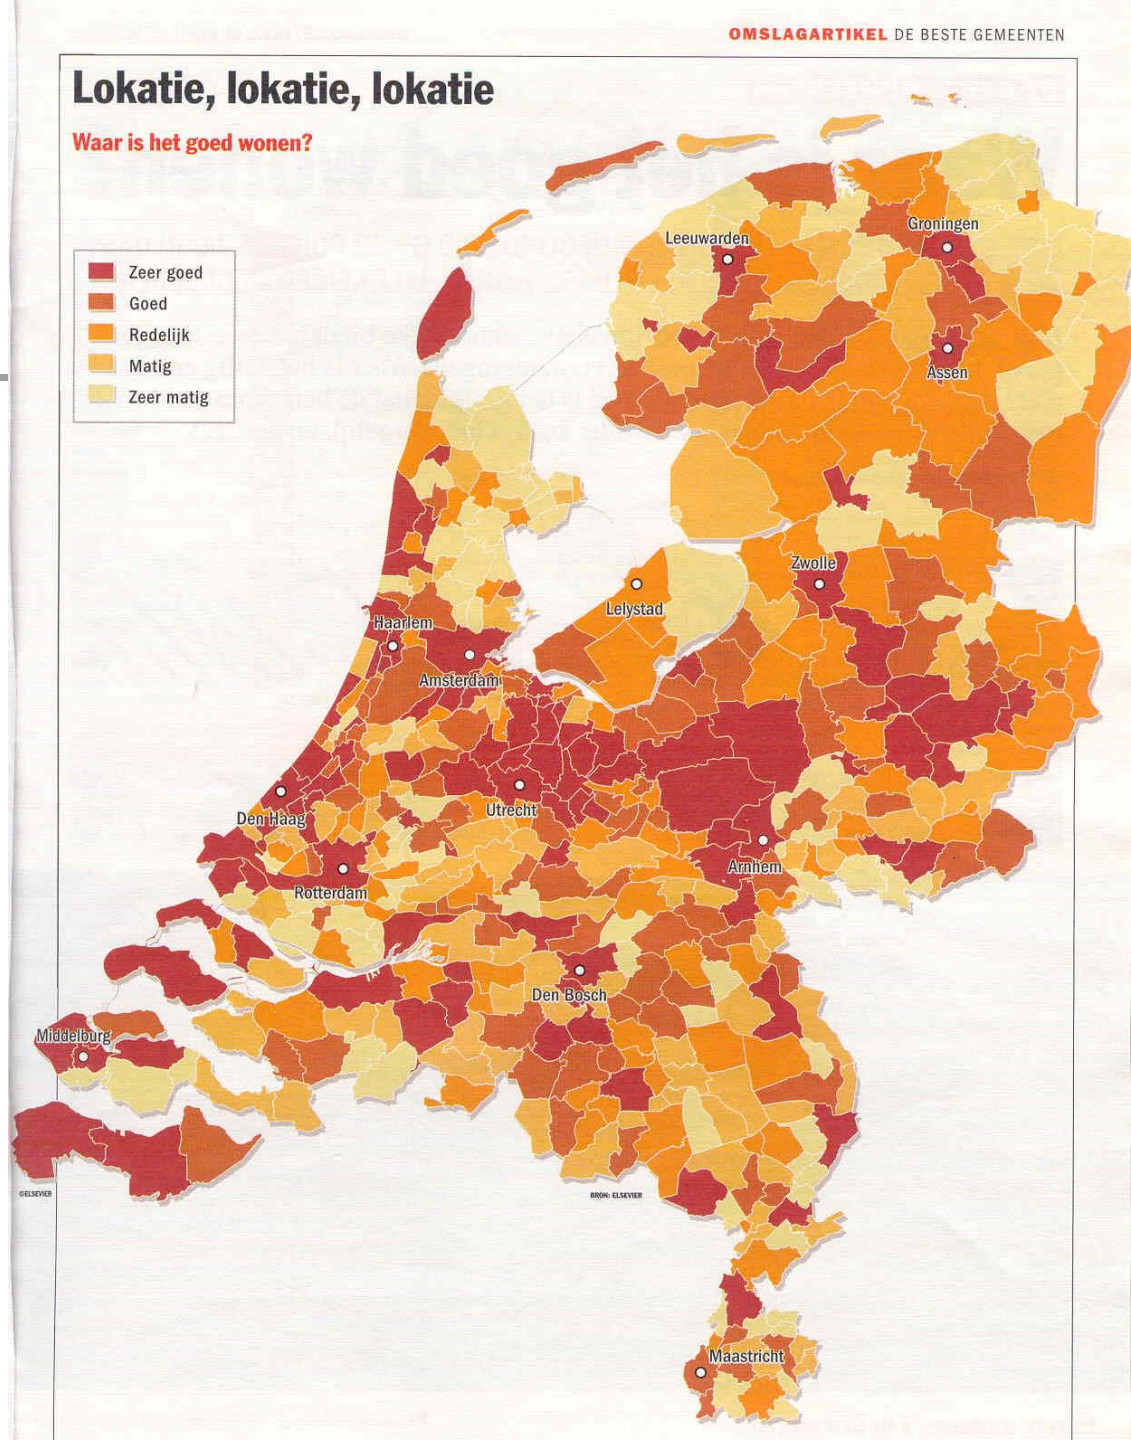 OMSLAGARTIKEL DE BESTE GEMEENTEN
Lokatie, lokatie, lokatie
Waar is het goed wonen?
Zeer goed
Goed
Redelijk
Matig
Zeer matig
Groningen
Leeuwarden
Assen
Zwolle
Lelystad
Haarlem
Amsterdam
Utrecht
Den Haag
Arnhem
Rotterdam
Den Bosch
Middelburg
©ELSEVIER
BRON: ELSEVIER
Maastricht